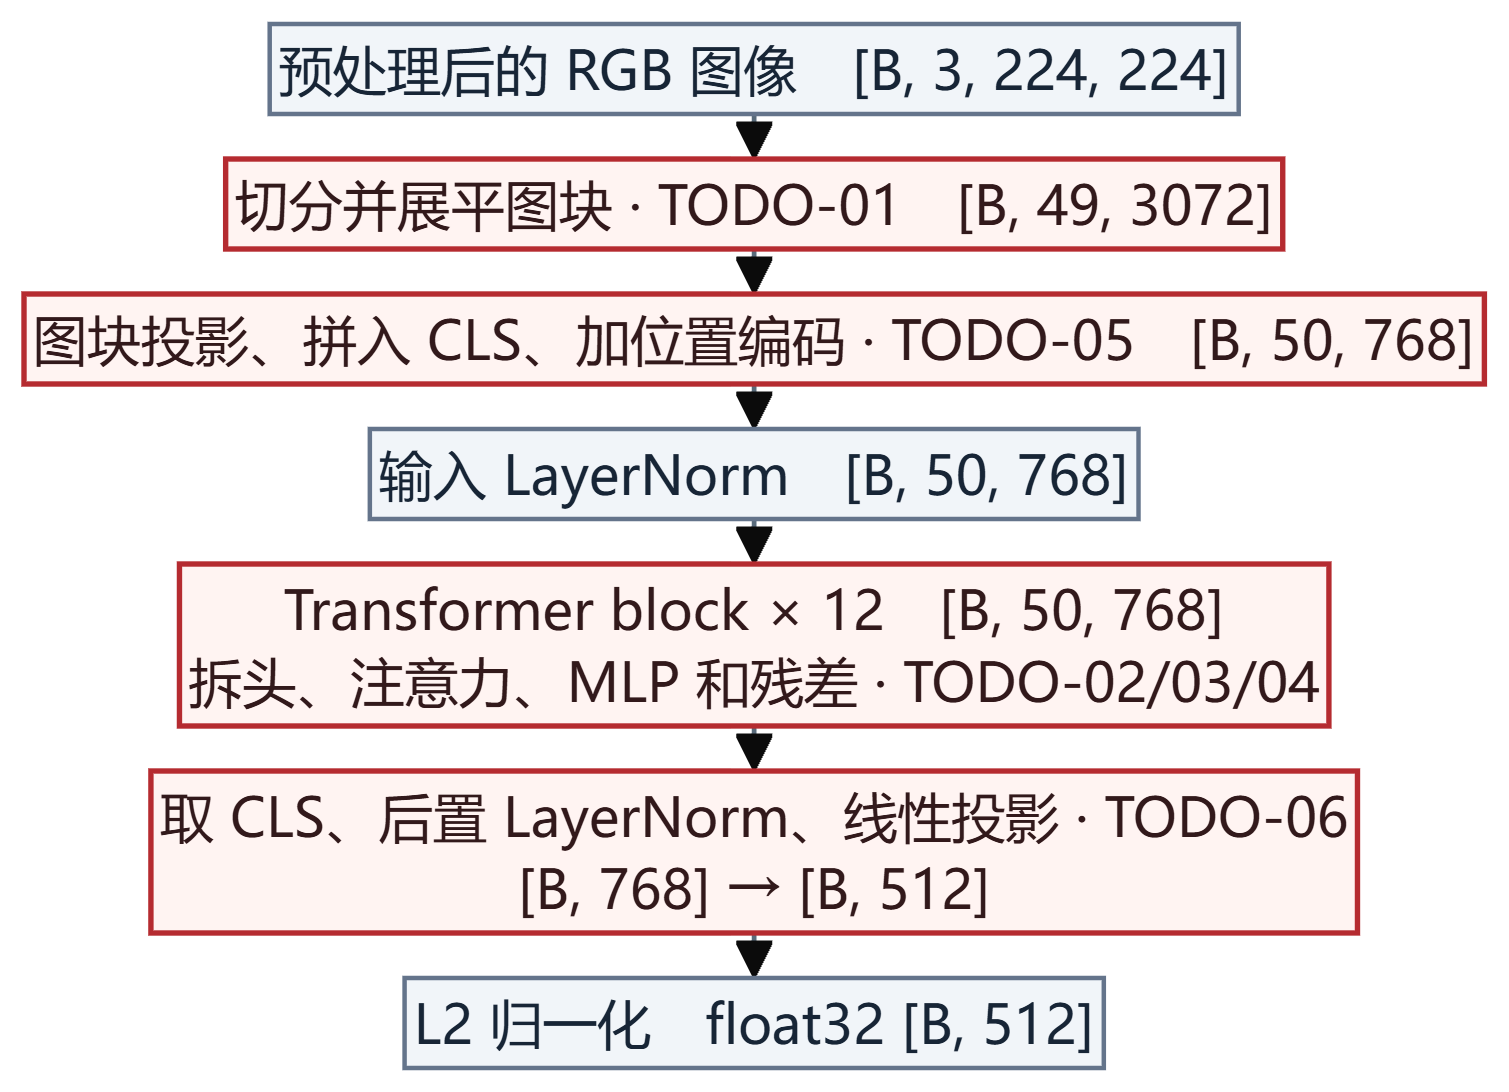 预处理后的 RGB 图像 [B, 3, 224, 224]
切分并展平图块 · TODO-01 [B, 49, 3072]
图块投影、拼入 CLS、加位置编码 · TODO-05 [B, 50, 768]
输入 LayerNorm [B, 50, 768]
Transformer block × 12 [B, 50, 768]
拆头、注意力、MLP 和残差 · TODO-02/03/04
取 CLS、后置 LayerNorm、线性投影 · TODO-06
[B, 768] → [B, 512]
L2 归一化 float32 [B, 512]